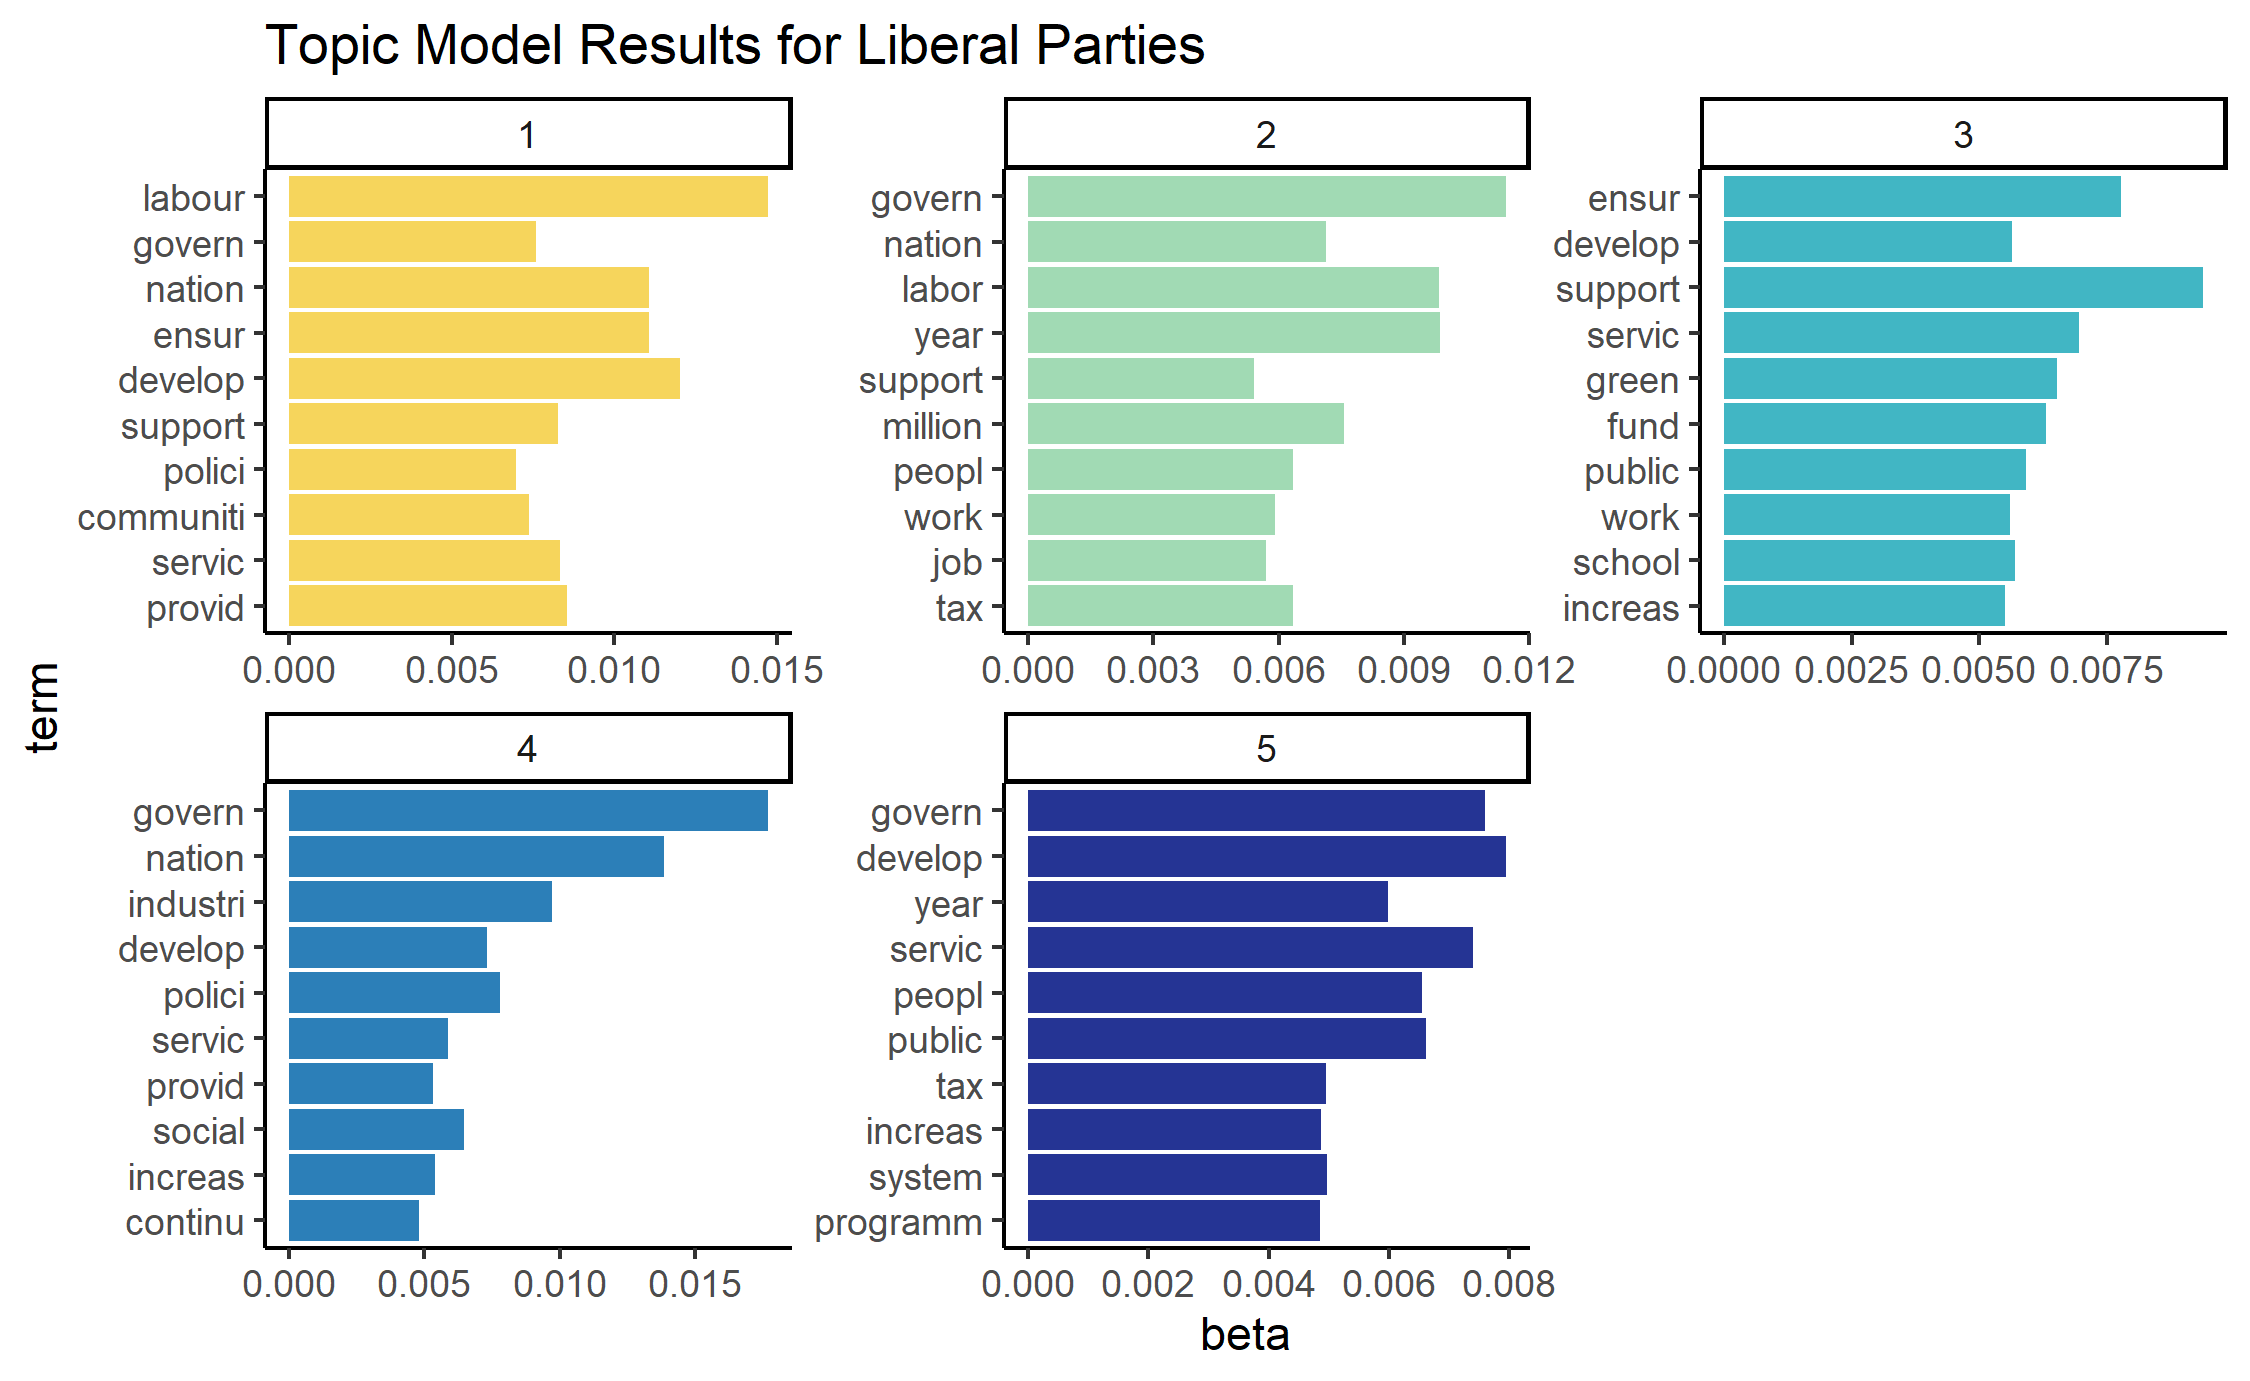 Topic Model Results for Liberal Parties
1
labour
govern
nation
ensur
develop
support
polici
communiti
servic
provid
0.000 0.005 0.010 0.015
2
govern
nation
labor
year
support
million
peopl
work
job
tax
0.000 0.003 0.006 0.009 0.012
3
ensur
develop
support
servic
green
fund
public
work
school
increas
0.0000 0.0025 0.0050 0.0075
term
4
govern
nation
industri
develop
polici
servic
provid
social
increas
continu
0.000 0.005 0.010 0.015
5
govern
develop
year
servic
peopl
public
tax
increas
system
programm
0.000 0.002 0.004 0.006 0.008
beta